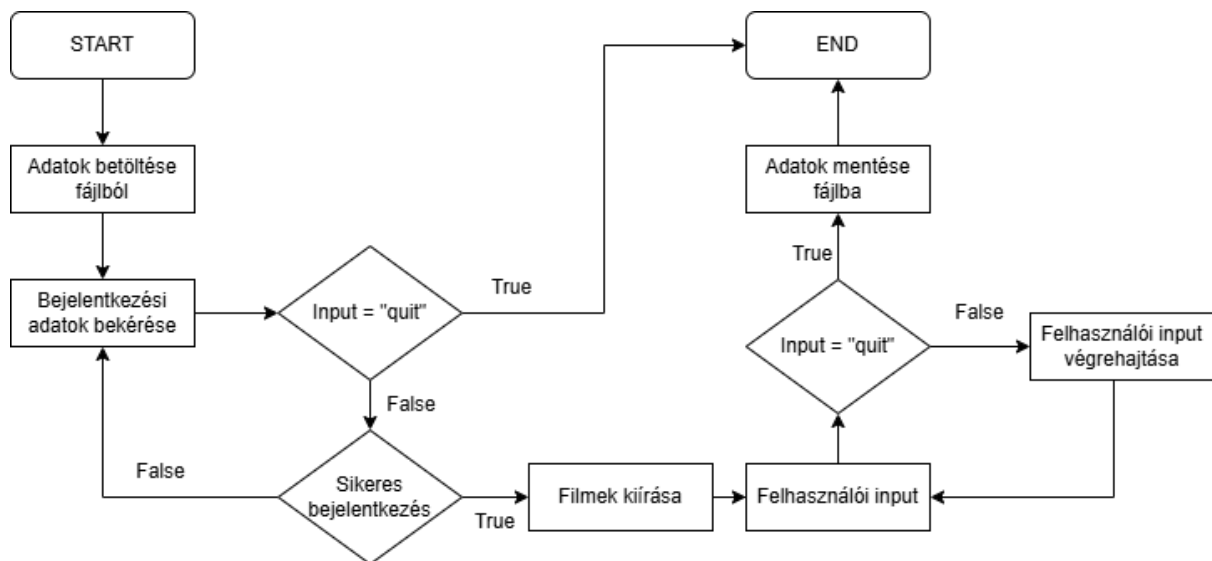 START
END
Adatok betöltése
fájlból
Adatok mentése
fájlba
True
True
Bejelentkezési
adatok bekérése
Input = "quit"
False
Input = "quit"
Felhasználói input
végrehajtása
False
False
Sikeres
bejelentkezés
True
Filmek kiírása
Felhasználói input